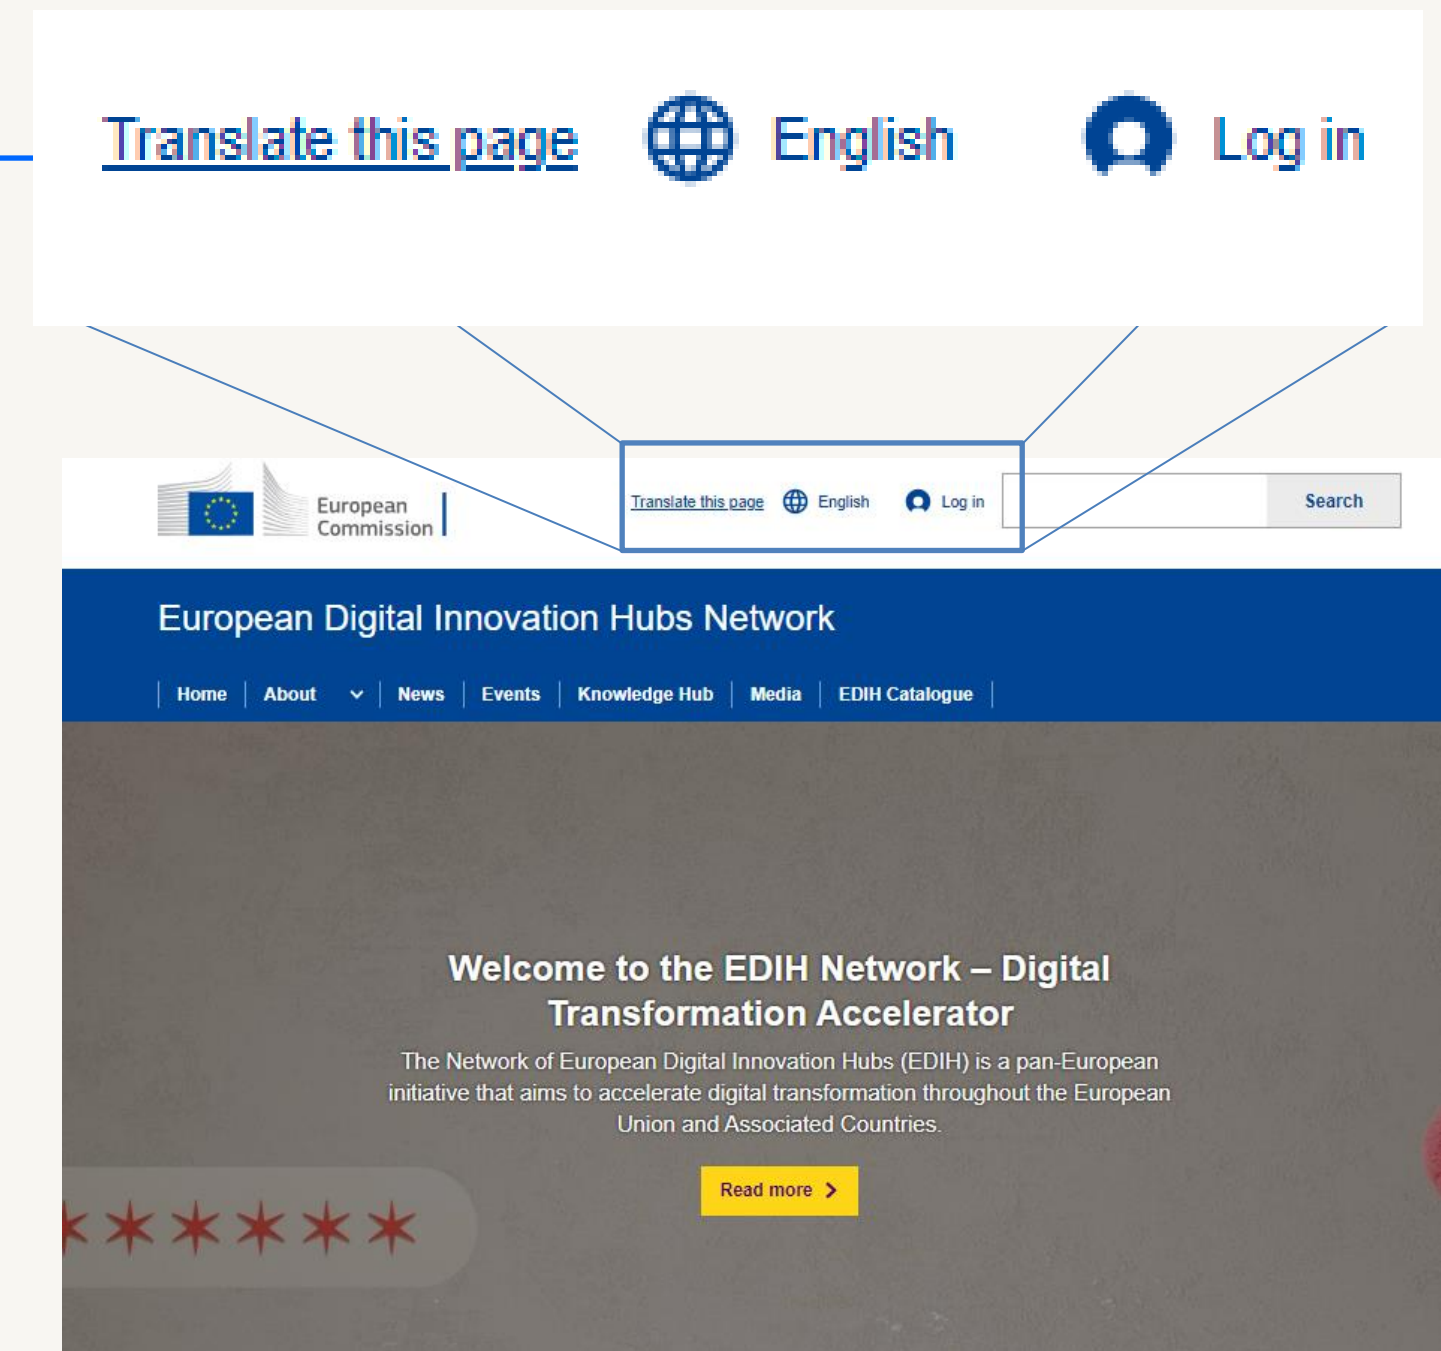 Translate this page English Log in
European
Commission
Translate this page English Log in Search
European Digital Innovation Hubs Network
Home About News Events Knowledge Hub Media EDIH Catalogue
Welcome to the EDIH Network – Digital
Transformation Accelerator
The Network of European Digital Innovation Hubs (EDIH) is a pan-European
initiative that aims to accelerate digital transformation throughout the European
Union and Associated Countries.
Read more